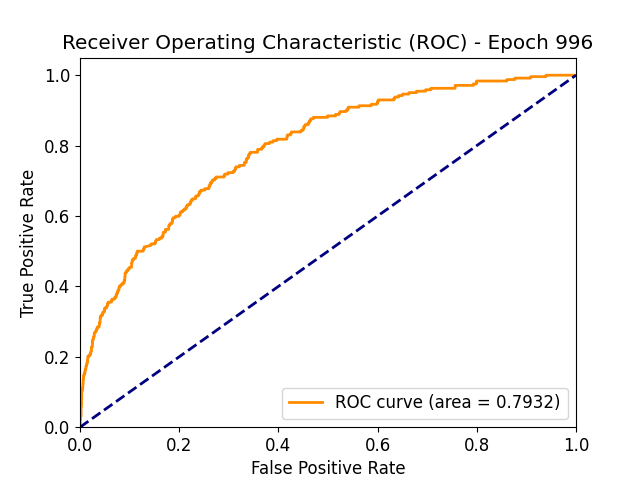 Receiver Operating Characteristic (ROC) - Epoch 996
True Positive Rate
1.0
0.8
0.6
0.4
0.2
0.0
ROC curve (area = 0.7932)
0.0 0.2 0.4 0.6 0.8 1.0
False Positive Rate